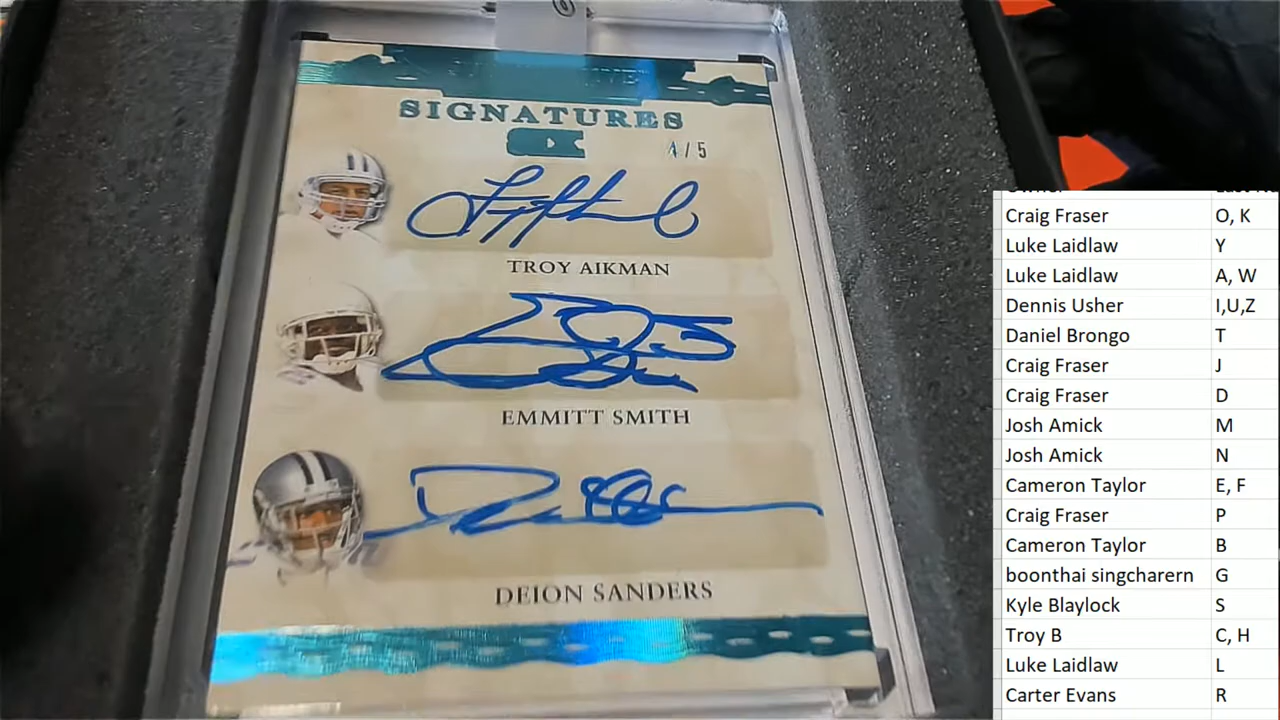 SIGNATURES
4/5
TROY AIKMAN
EMMITT SMITH
DEION SANDERS
Craig Fraser O, K
Luke Laidlaw Y
Luke Laidlaw A, W
Dennis Usher I,U,Z
Daniel Brongo T
Craig Fraser J
Craig Fraser D
Josh Amick M
Josh Amick N
Cameron Taylor E, F
Craig Fraser P
Cameron Taylor B
boonthai singcharern G
Kyle Blaylock S
Troy B C, H
Luke Laidlaw L
Carter Evans R